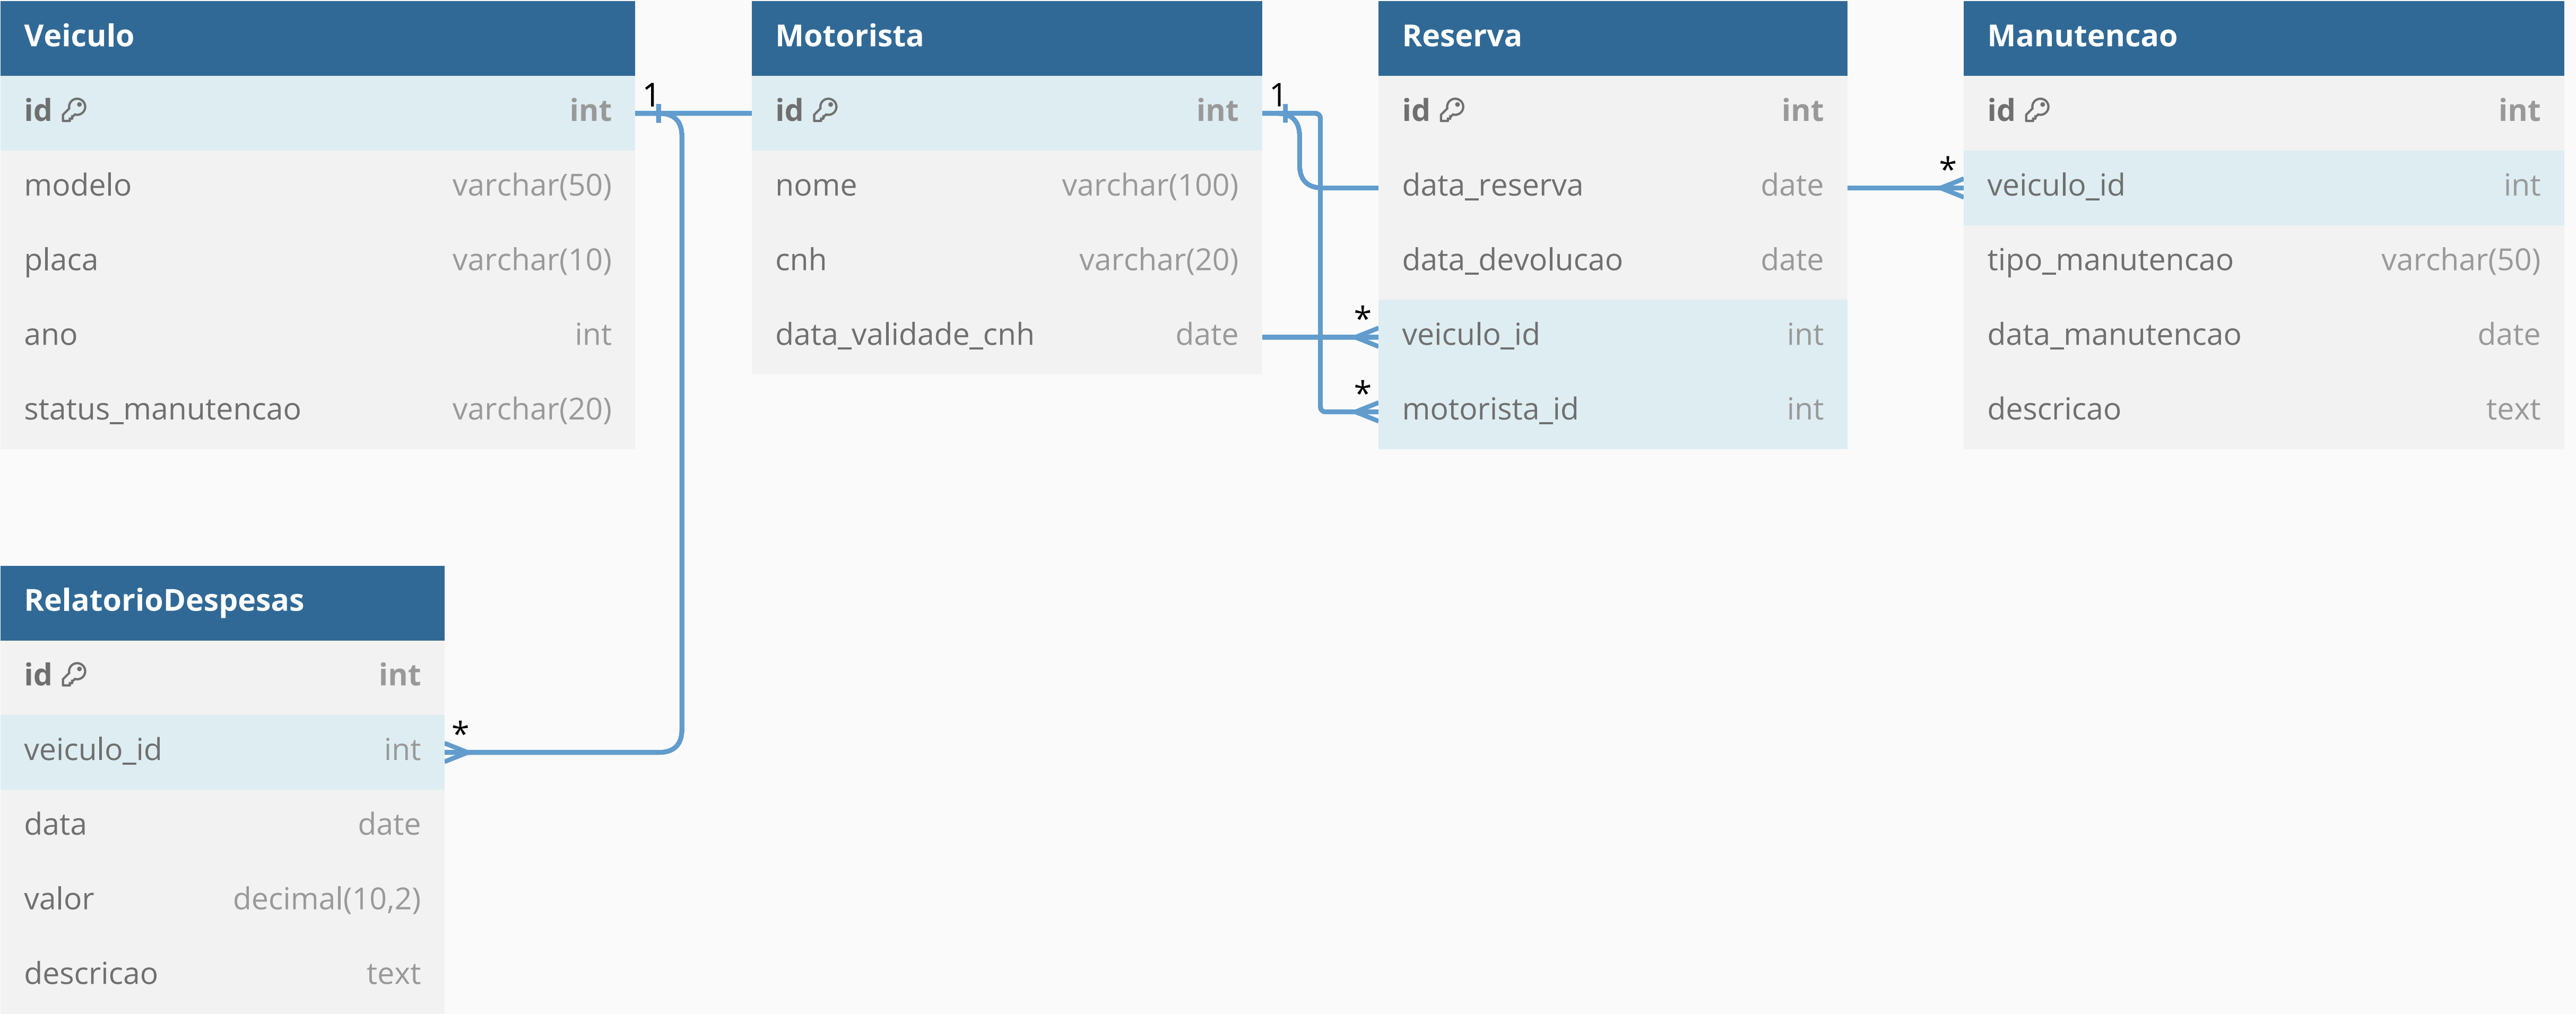 Veiculo
id int
modelo varchar(50)
placa varchar(10)
ano int
status_manutencao varchar(20)
1
Motorista
id int
nome varchar(100)
cnh varchar(20)
data_validade_cnh date
1
*
*
Reserva
id int
data_reserva date
data_devolucao date
veiculo_id int
motorista_id int
*
Manutencao
id int
veiculo_id int
tipo_manutencao varchar(50)
data_manutencao date
descricao text
RelatorioDespesas
id int
veiculo_id int
*
data date
valor decimal(10,2)
descricao text